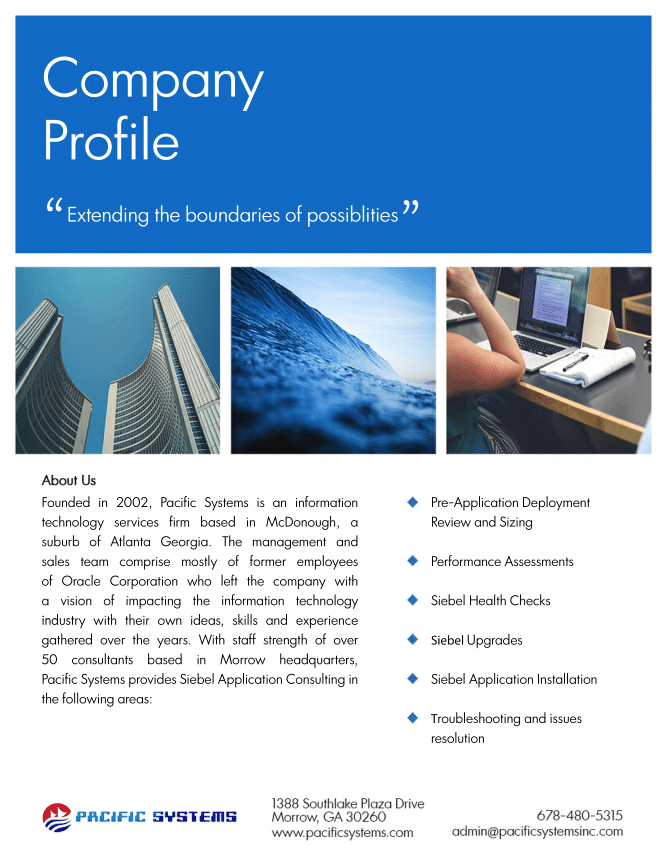 Company
Profile
“Extending the boundaries of possiblities”
About Us
Founded in 2002, Pacific Systems is an information
technology services firm based in McDonough, a
suburb of Atlanta Georgia. The management and
sales team comprise mostly of former employees
of Oracle Corporation who left the company with
a vision of impacting the information technology
industry with their own ideas, skills and experience
gathered over the years. With staff strength of over
50 consultants based in Morrow headquarters,
Pacific Systems provides Siebel Application Consulting in
the following areas:
Pre-Application Deployment
Review and Sizing
Performance Assessments
Siebel Health Checks
Siebel Upgrades
Siebel Application Installation
Troubleshooting and issues
resolution
PACIFIC SYSTEMS
1388 Southlake Plaza Drive
Morrow, GA 30260
www.pacificsystems.com
678-480-5315
admin@pacificsystemsinc.com